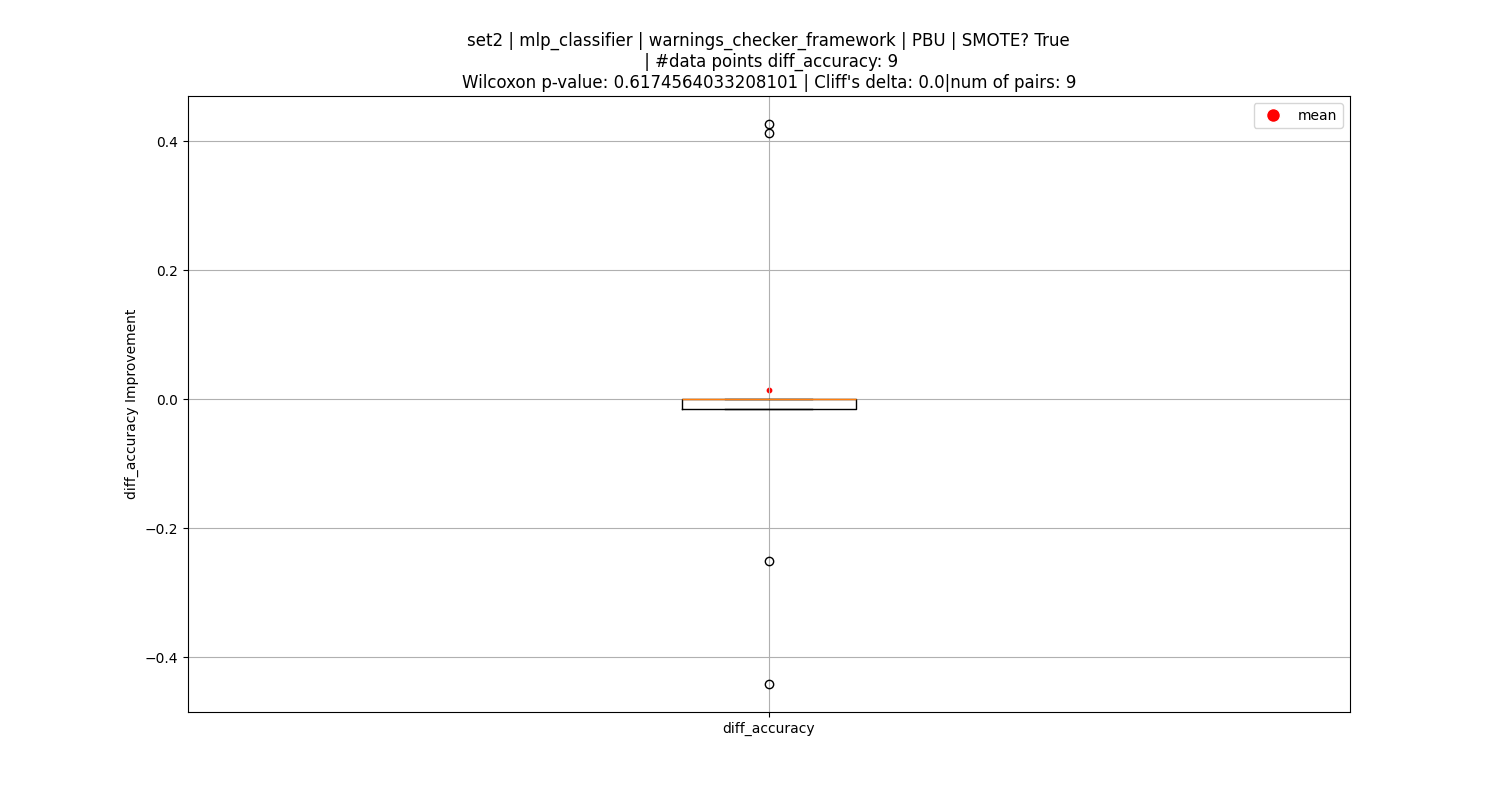 set2 | mlp_classifier | warnings_checker_framework | PBU | SMOTE? True
| #data points diff_accuracy: 9
Wilcoxon p-value: 0.6174564033208101 | Cliff's delta: 0.0|num of pairs: 9
mean
0.4
0.2
0.0
−0.2
−0.4
diff_accuracy Improvement
diff_accuracy